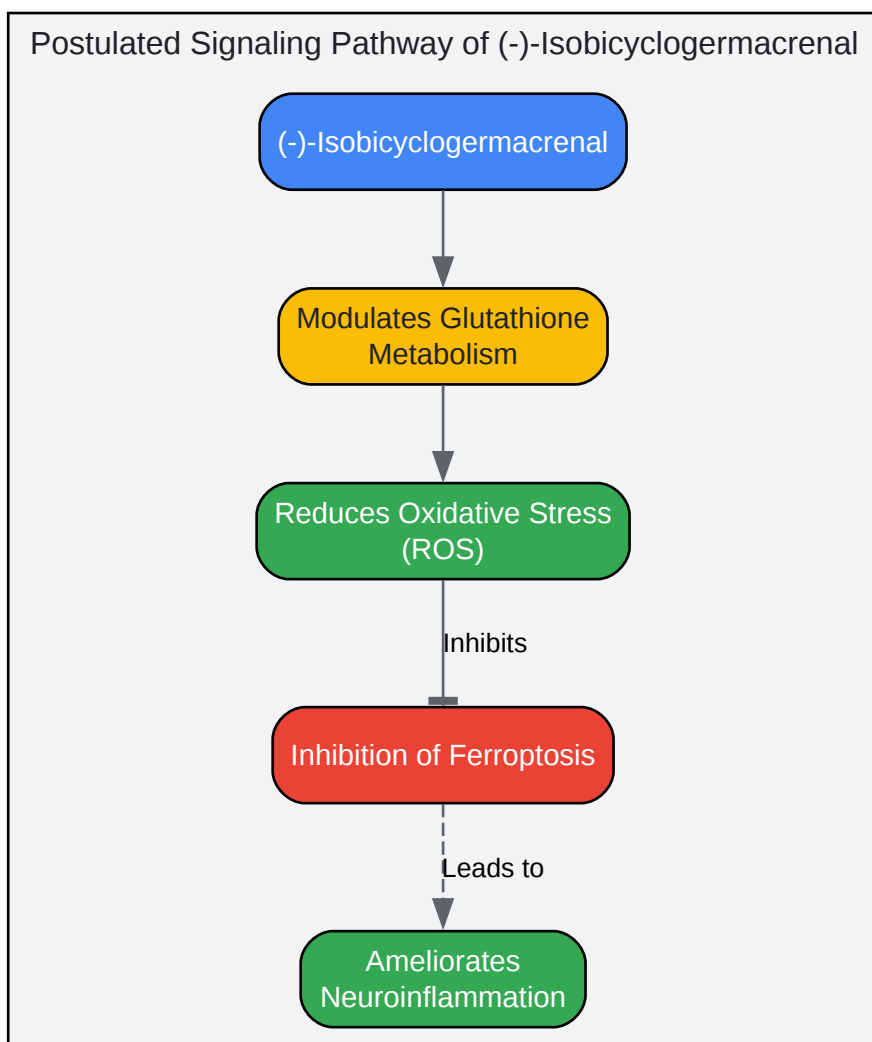 Postulated Signaling Pathway of (-)-Isobicyclogermacrenal
(-)-Isobicyclogermacrenal
Modulates Glutathione
Metabolism
Reduces Oxidative Stress
(ROS)
Inhibits
Inhibition of Ferroptosis
Leads to
Ameliorates
Neuroinflammation